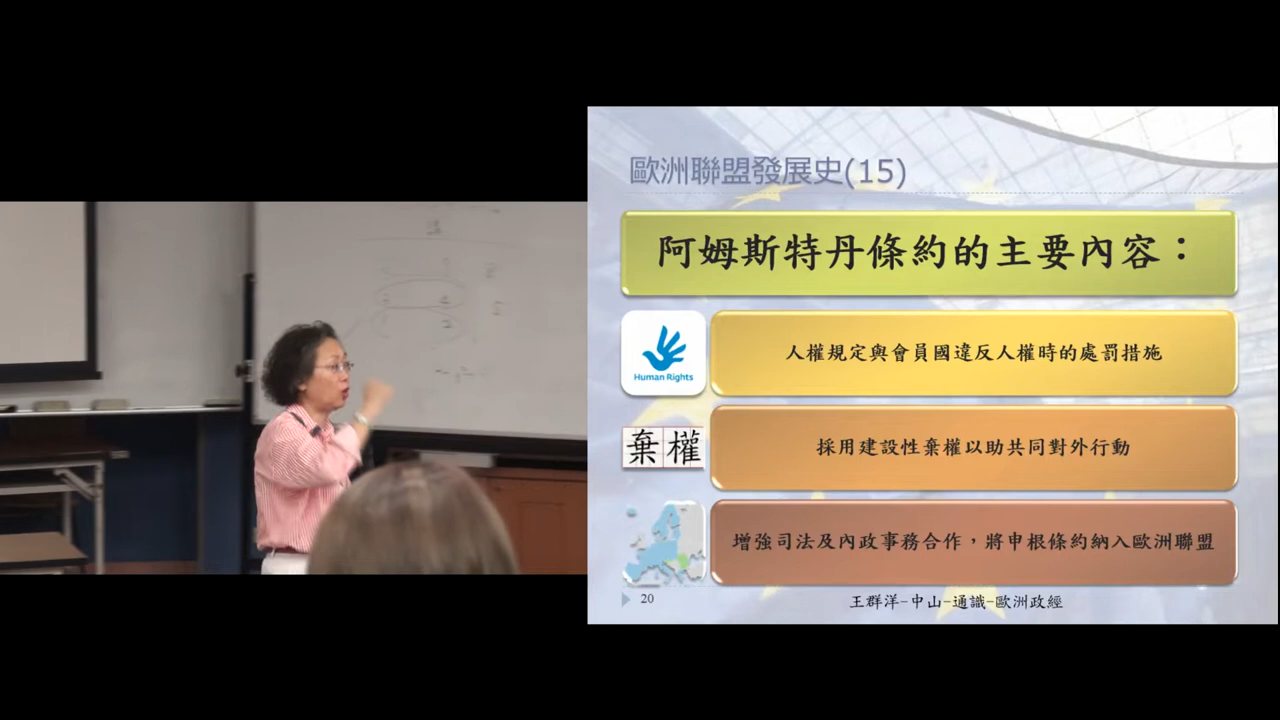 歐洲聯盟發展史(15)
阿姆斯特丹條約的主要內容：
Human Rights
人權規定與會員國違反人權時的處罰措施
棄權
採用建設性棄權以助共同對外行動
增強司法及內政事務合作，將申根條約納入歐洲聯盟
20
王群洋-中山-通識-歐洲政經